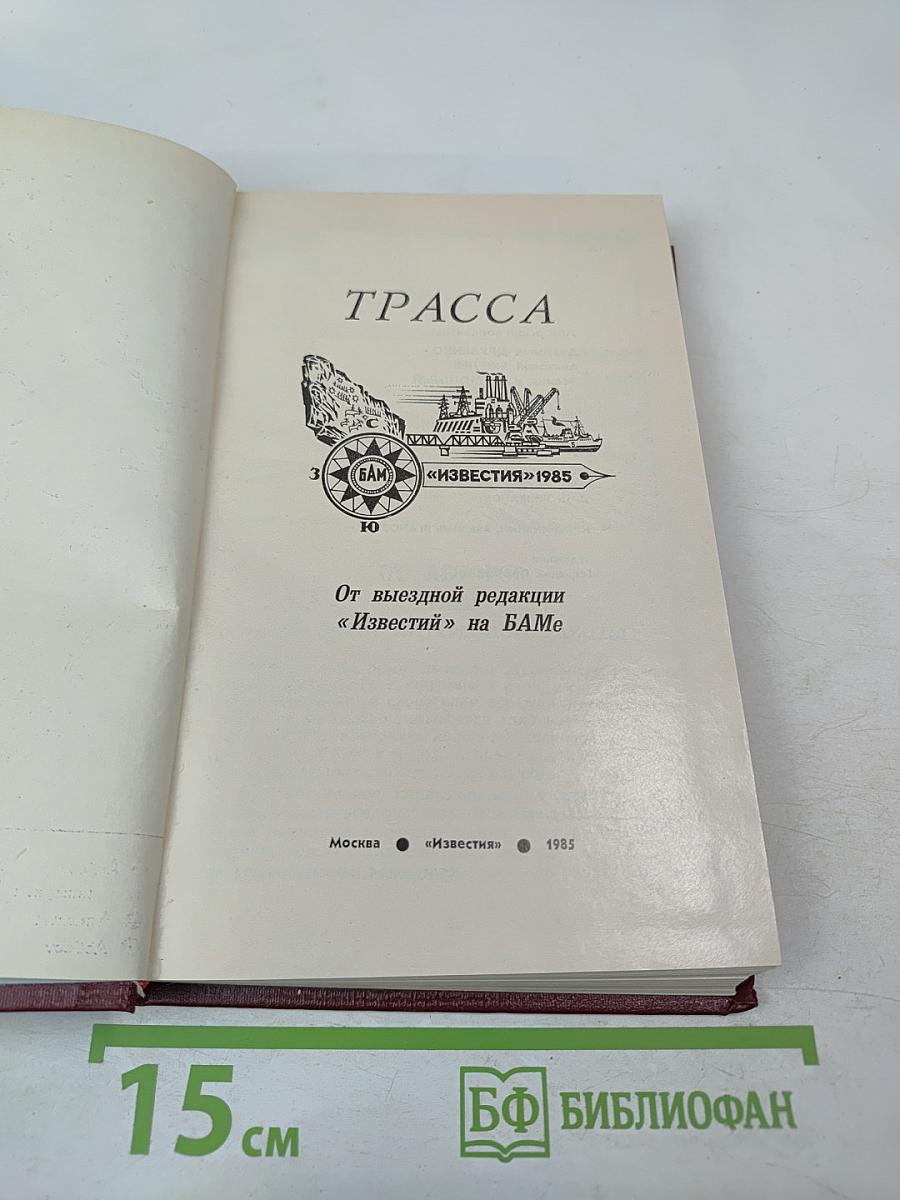 ТРАССА
С
З
БАМ
«ИЗВЕСТИЯ» 1985
Ю
От выездной редакции
«Известий» на БАМе
Москва ● «Известия» ● 1985
15 см
БФ БИБЛИОФАН